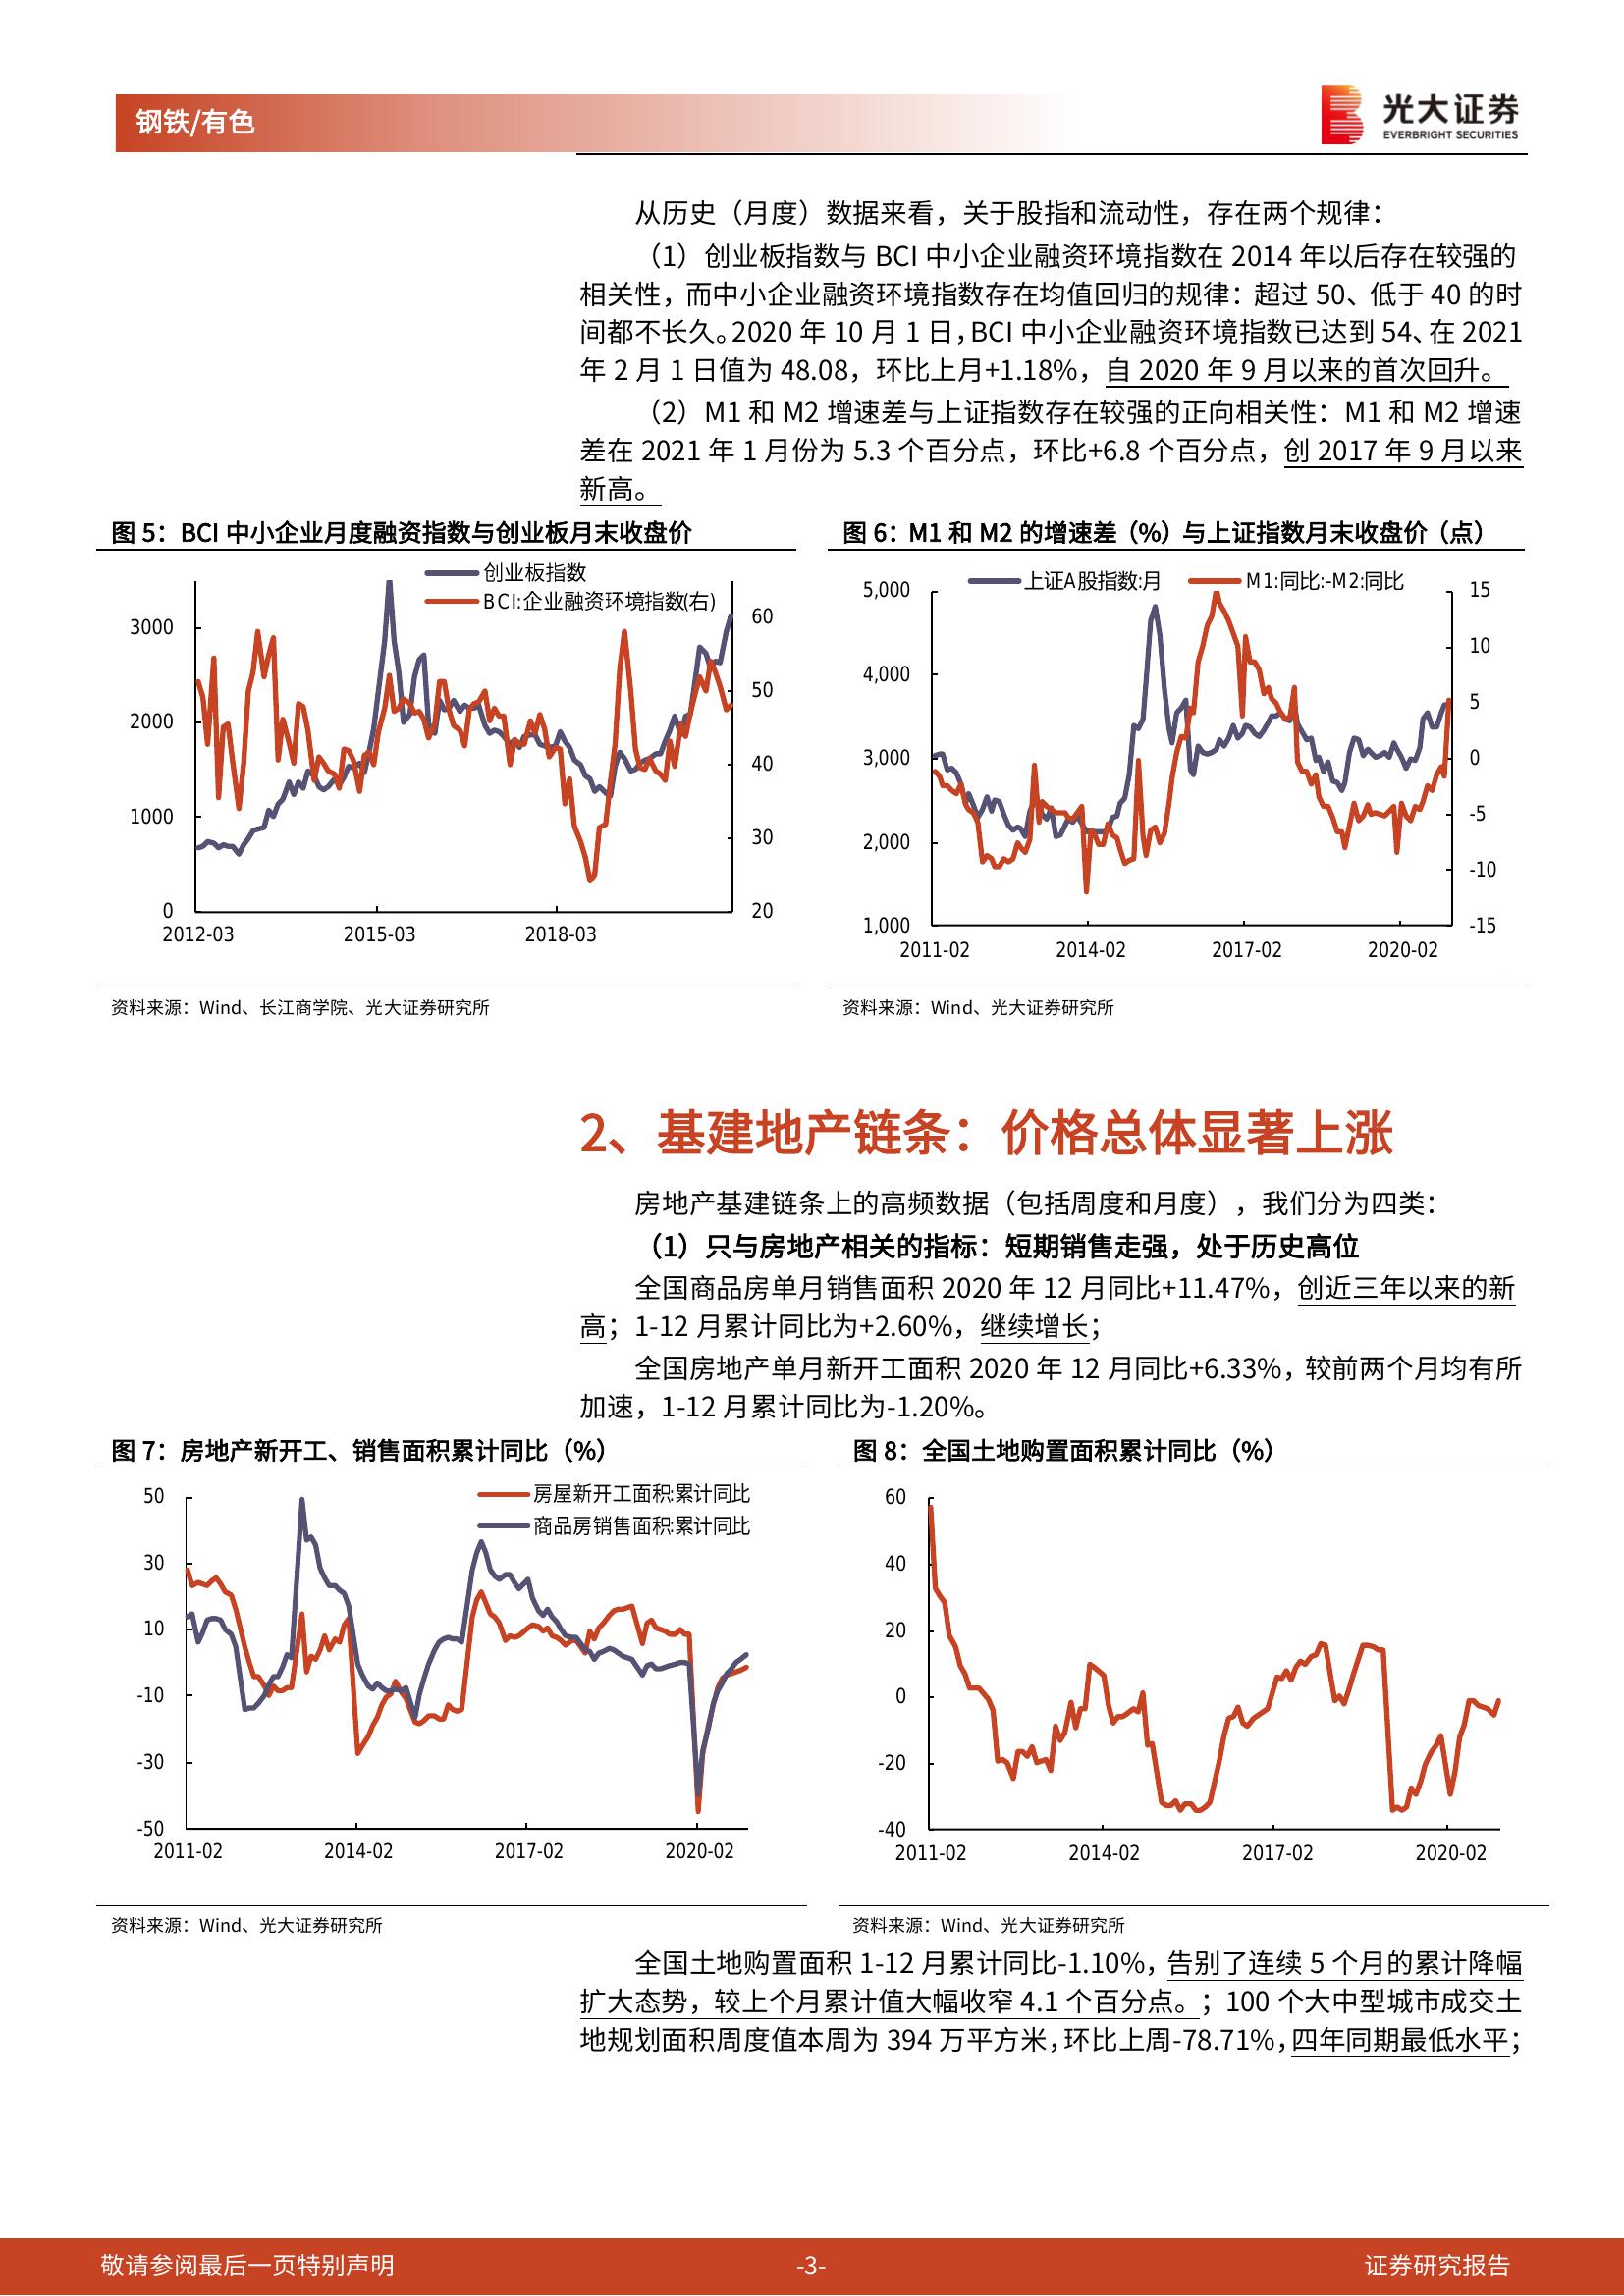 钢铁/有色
光大证券
EVERBRIGHT SECURITIES
从历史（月度）数据来看，关于股指和流动性，存在两个规律：
（1）创业板指数与 BCI 中小企业融资环境指数在 2014 年以后存在较强的
相关性，而中小企业融资环境指数存在均值回归的规律：超过 50、低于 40 的时
间都不长久。2020 年 10 月 1 日，BCI 中小企业融资环境指数已达到 54、在 2021
年 2 月 1 日值为 48.08，环比上月+1.18%，自 2020 年 9 月以来的首次回升。
（2）M1 和 M2 增速差与上证指数存在较强的正向相关性：M1 和 M2 增速
差在 2021 年 1 月份为 5.3 个百分点，环比+6.8 个百分点，创 2017 年 9 月以来
新高。
图 5：BCI 中小企业月度融资指数与创业板月末收盘价
创业板指数
BCI:企业融资环境指数(右)
3000
2000
1000
0
60
50
40
30
20
2012-03 2015-03 2018-03
资料来源：Wind、长江商学院、光大证券研究所
图 6：M1 和 M2 的增速差（%）与上证指数月末收盘价（点）
上证A股指数:月 M1:同比:-M2:同比
5,000
4,000
3,000
2,000
1,000
15
10
5
0
-5
-10
-15
2011-02 2014-02 2017-02 2020-02
资料来源：Wind、光大证券研究所
2、基建地产链条：价格总体显著上涨
房地产基建链条上的高频数据（包括周度和月度），我们分为四类：
（1）只与房地产相关的指标：短期销售走强，处于历史高位
全国商品房单月销售面积 2020 年 12 月同比+11.47%，创近三年以来的新
高；1-12 月累计同比为+2.60%，继续增长；
全国房地产单月新开工面积 2020 年 12 月同比+6.33%，较前两个月均有所
加速，1-12 月累计同比为-1.20%。
图 7：房地产新开工、销售面积累计同比（%）
房屋新开工面积:累计同比
商品房销售面积:累计同比
50
30
10
-10
-30
-50
2011-02 2014-02 2017-02 2020-02
资料来源：Wind、光大证券研究所
图 8：全国土地购置面积累计同比（%）
60
40
20
0
-20
-40
2011-02 2014-02 2017-02 2020-02
资料来源：Wind、光大证券研究所
全国土地购置面积 1-12 月累计同比-1.10%，告别了连续 5 个月的累计降幅
扩大态势，较上个月累计值大幅收窄 4.1 个百分点。；100 个大中型城市成交土
地规划面积周度值本周为 394 万平方米，环比上周-78.71%，四年同期最低水平；
敬请参阅最后一页特别声明
-3-
证券研究报告